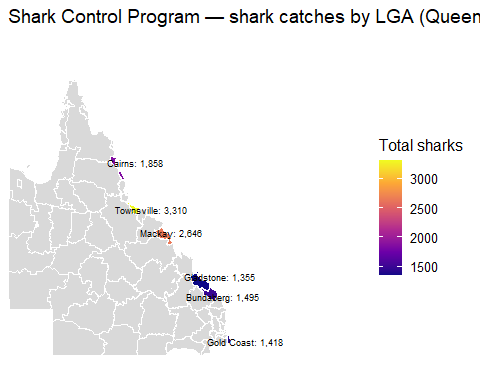 Shark Control Program — shark catches by LGA (Queen
Total sharks
3000
2500
2000
1500
Cairns: 1,858
Townsville: 3,310
Mackay: 2,646
Gladstone: 1,355
Bundaberg: 1,495
Gold Coast: 1,418